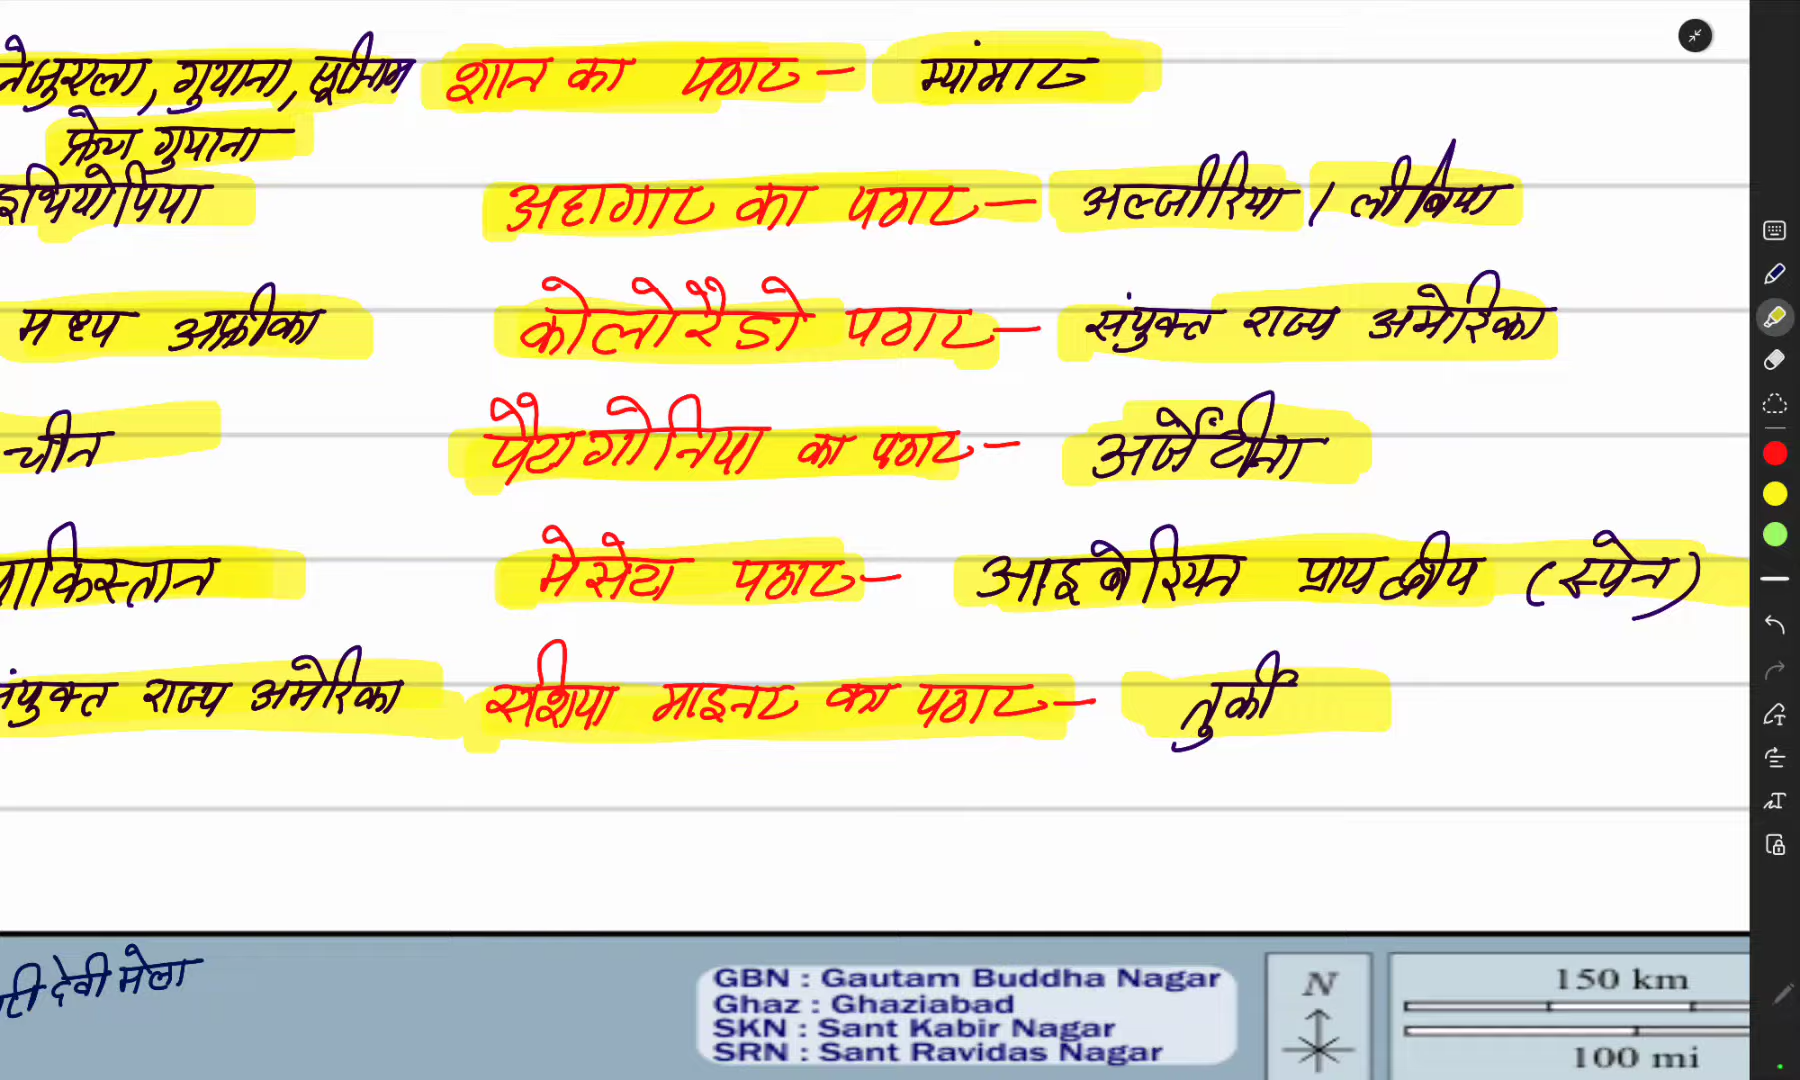 गुयाना, सूरीनाम शान का पठार - म्यांमार
फ्रेंच गुयाना
इथियोपिया अहागार का पठार - अल्जीरिया / लीबिया
मध्य अफ्रीका कोलोरैडो पठार - संयुक्त राज्य अमेरिका
चीन पैटागोनिया का पठार - अर्जेंटीना
पाकिस्तान मेसेटा पठार - आइबेरियन प्रायद्वीप (स्पेन)
संयुक्त राज्य अमेरिका एशिया माइनर का पठार - तुर्की
देवी मेला
GBN : Gautam Buddha Nagar
Ghaz : Ghaziabad
SKN : Sant Kabir Nagar
SRN : Sant Ravidas Nagar
N
150 km
100 mi